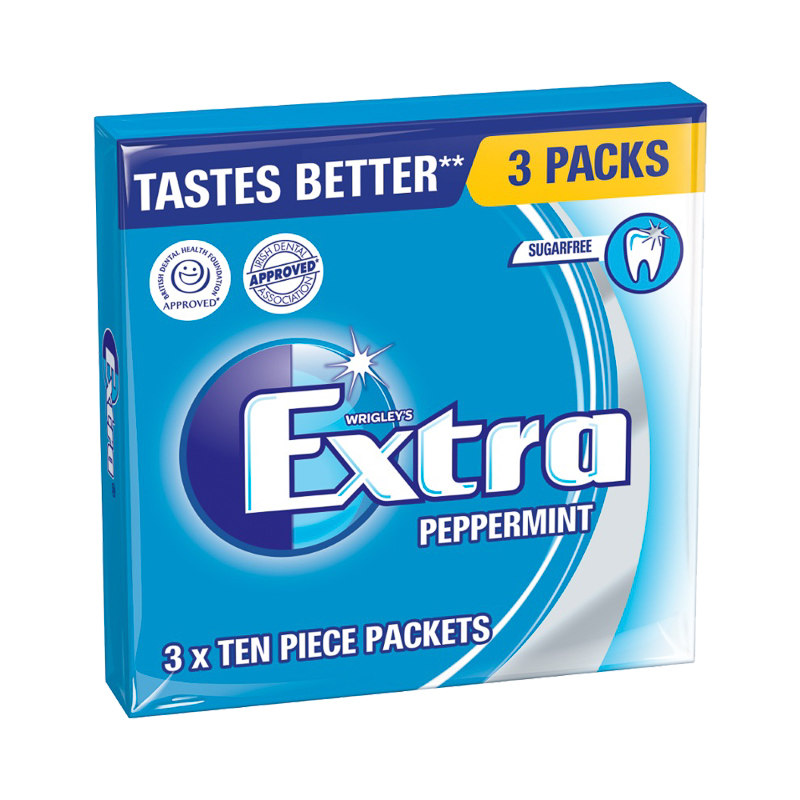 TASTES BETTER**
3 PACKS
BRITISH DENTAL HEALTH FOUNDATION
APPROVED*
IRISH DENTAL
APPROVED*
ASSOCIATION
SUGARFREE
WRIGLEY'S
Extra
PEPPERMINT
3 x TEN PIECE PACKETS
Extra